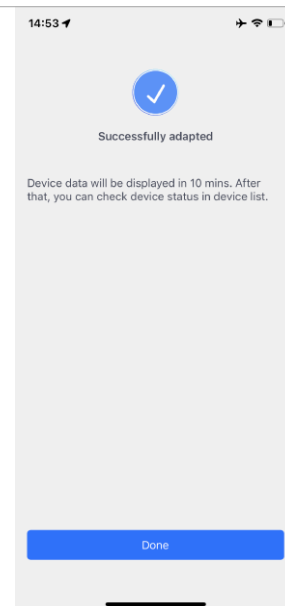 14:53
Successfully adapted
Device data will be displayed in 10 mins. After
that, you can check device status in device list.
Done